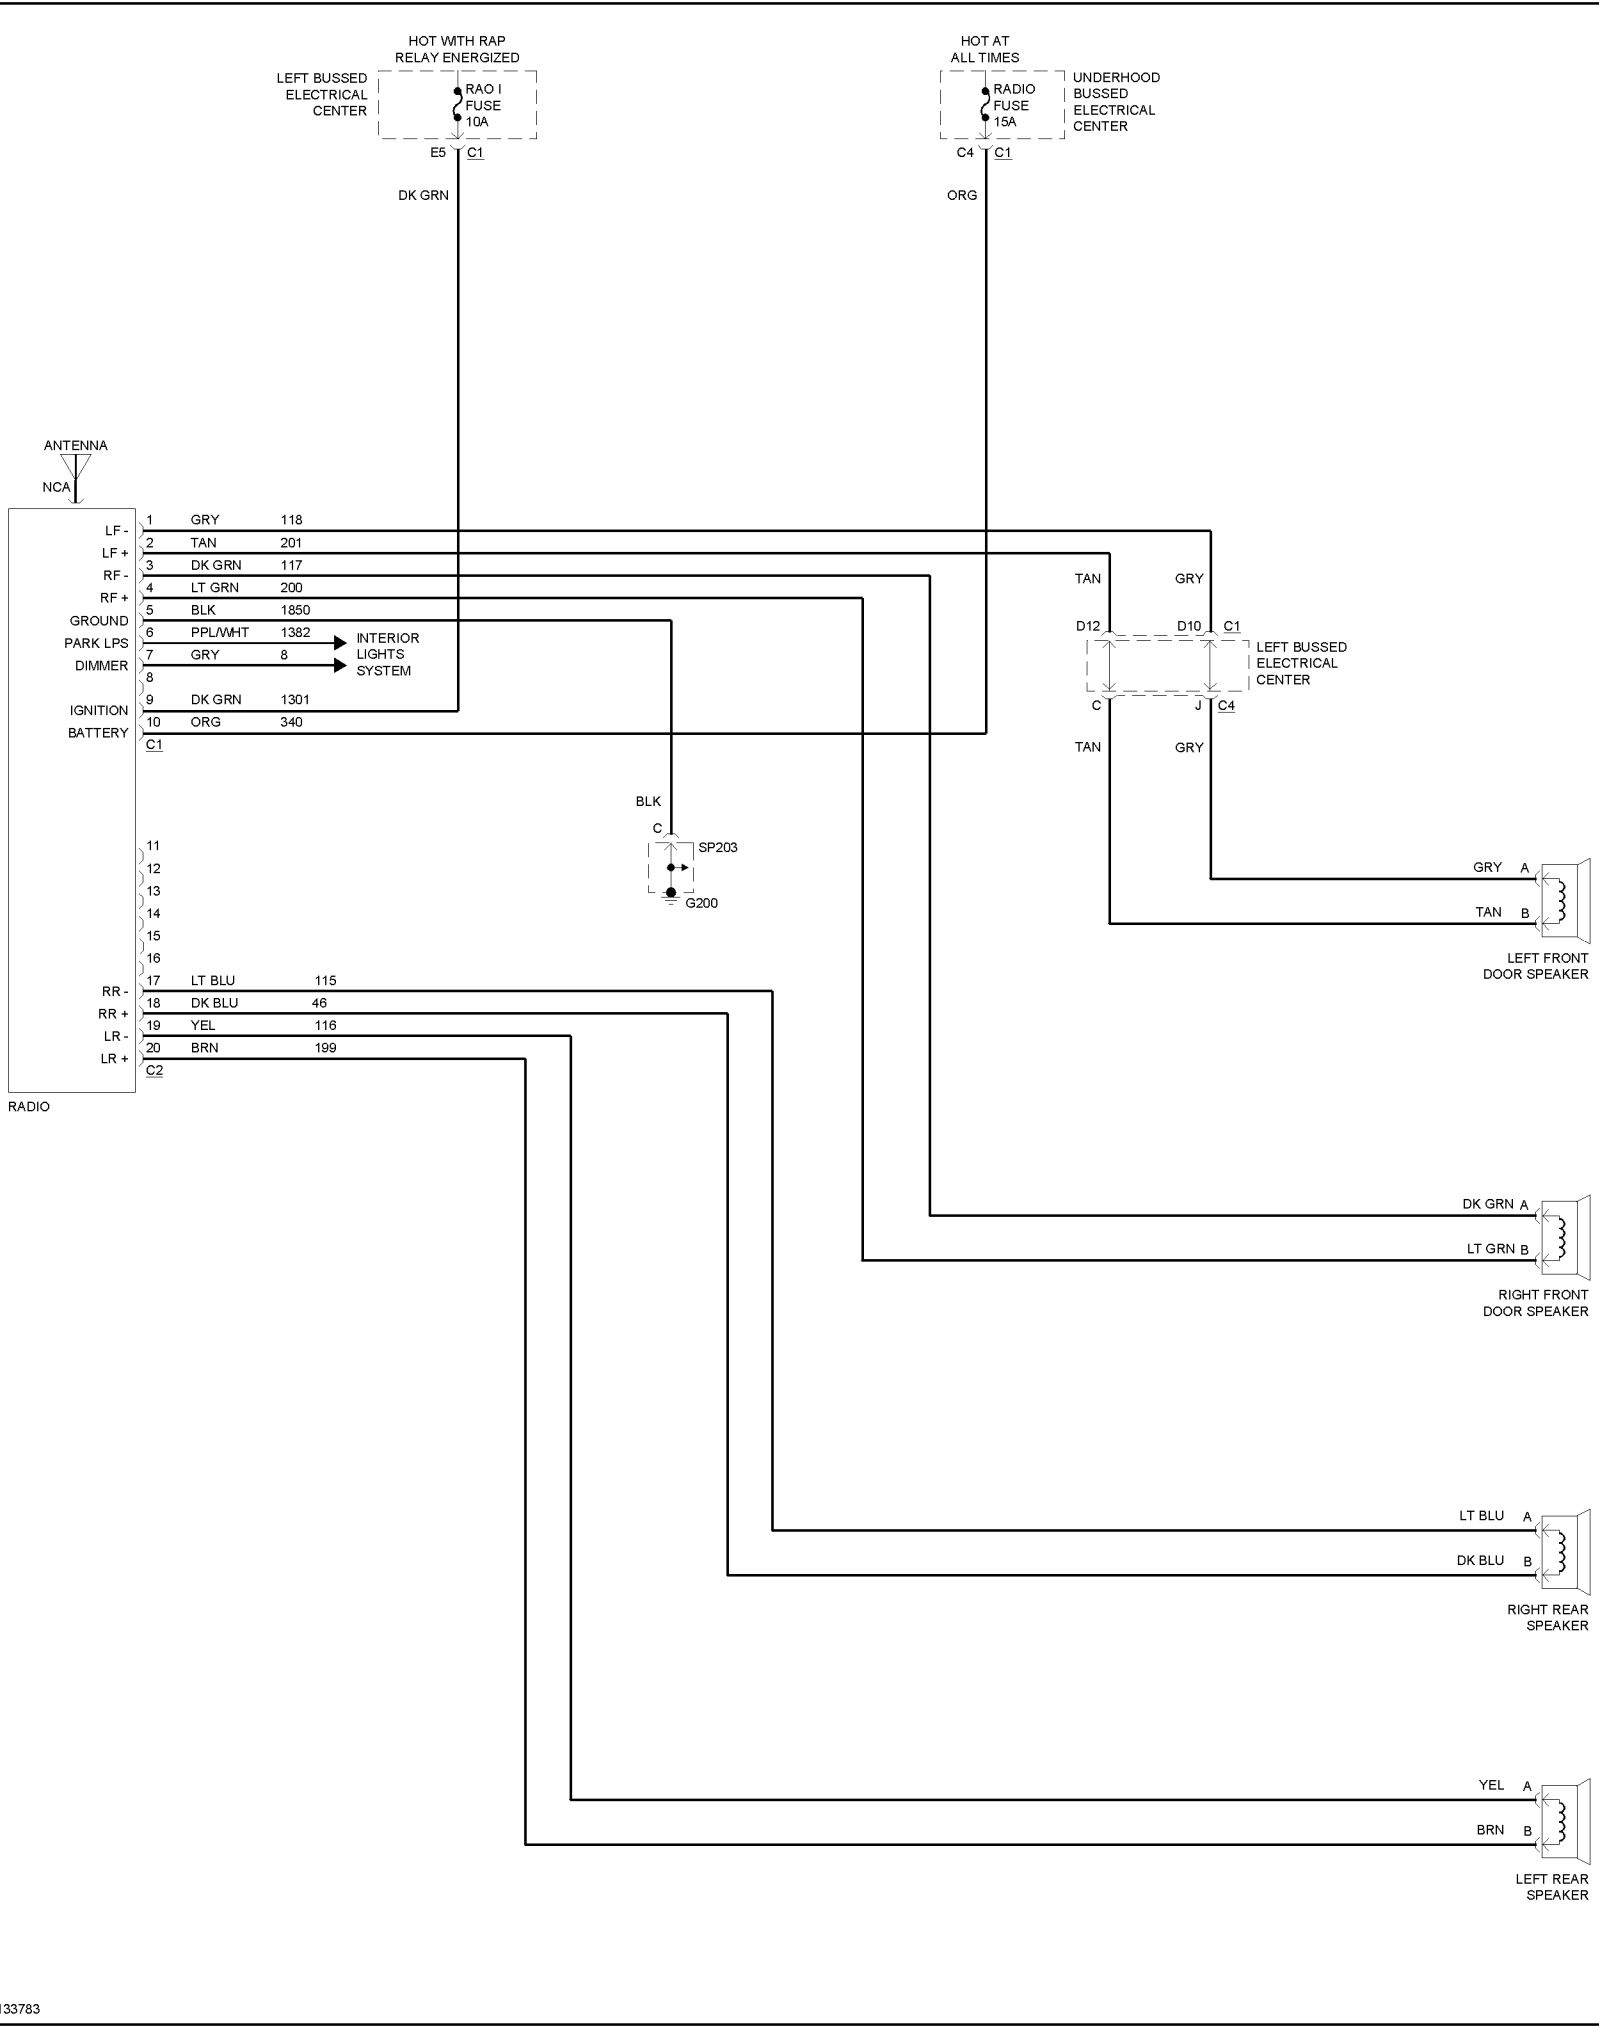 HOT WITH RAP
RELAY ENERGIZED
LEFT BUSSED
ELECTRICAL
CENTER
RAO I
FUSE
10A
E5 C1
DK GRN
HOT AT
ALL TIMES
RADIO
FUSE
15A
UNDERHOOD
BUSSED
ELECTRICAL
CENTER
C4 C1
ORG
ANTENNA
NCA
LF - 1 GRY 118
LF + 2 TAN 201
RF - 3 DK GRN 117
RF + 4 LT GRN 200
GROUND 5 BLK 1850
PARK LPS 6 PPL/WHT 1382
DIMMER 7 GRY 8
INTERIOR
LIGHTS
SYSTEM
8
IGNITION 9 DK GRN 1301
BATTERY 10 ORG 340
C1
TAN GRY
D12 D10 C1
LEFT BUSSED
ELECTRICAL
CENTER
C J C4
TAN GRY
BLK
C
SP203
G200
11
12
13
14
15
16
RR - 17 LT BLU 115
RR + 18 DK BLU 46
LR - 19 YEL 116
LR + 20 BRN 199
C2
RADIO
GRY A
TAN B
LEFT FRONT
DOOR SPEAKER
DK GRN A
LT GRN B
RIGHT FRONT
DOOR SPEAKER
LT BLU A
DK BLU B
RIGHT REAR
SPEAKER
YEL A
BRN B
LEFT REAR
SPEAKER
133783